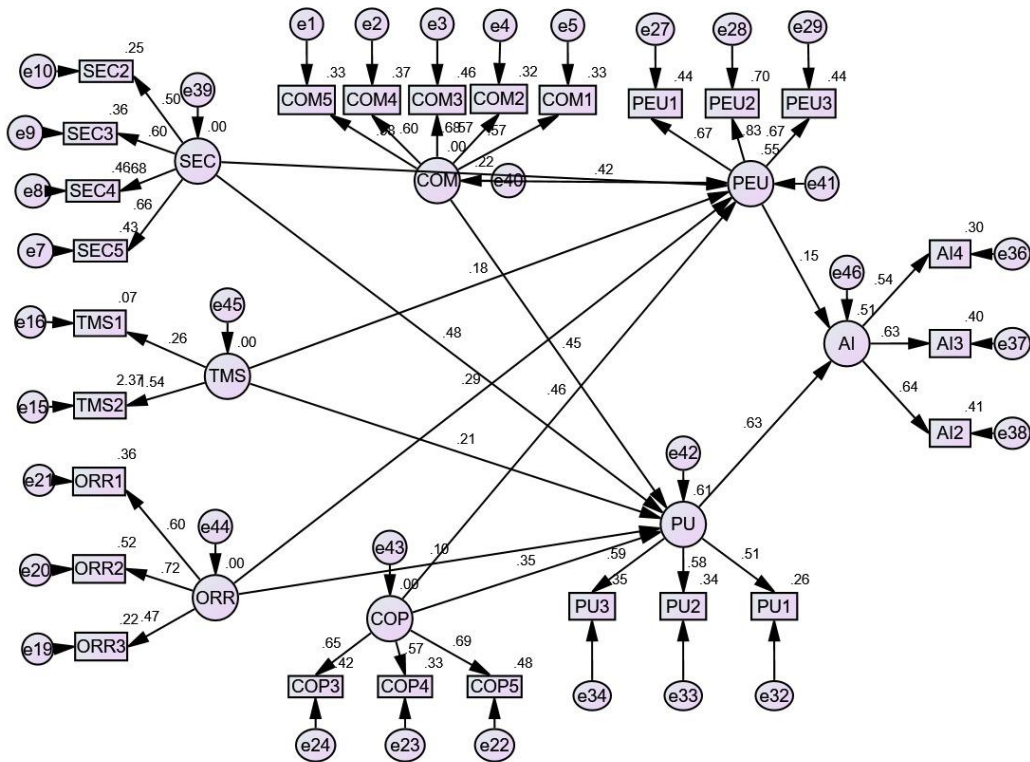 e1 e2 e3 e4 e5 e27 e28 e29
.33 .37 .46 .32 .33 .44 .70 .44
COM5 COM4 COM3 COM2 COM1 PEU1 PEU2 PEU3
.60 .68 .57 .57 .67 .83 .67
.00 .55
COM e40 .22 .42 PEU e41
e10 SEC2 .25
.50 e39
.36 .00
e9 SEC3 .60 SEC
.46 .68
e8 SEC4
.66
.43
e7 SEC5
.07 e45
e16 TMS1 .00
.26 TMS
2.37 1.54
e15 TMS2
.18 .15 .48 .45 .29 .46 .21 .63
.30
e46 .54 AI4 e36
.51 .40
AI .63 AI3 e37
.64 .41
AI2 e38
.36
e21 ORR1
.60 e44
.52 .00
e20 ORR2 .72 ORR
.22 .47
e19 ORR3
e43 .10 .35
.00
COP
.65 .57 .69
.42 .33 .48
COP3 COP4 COP5
e24 e23 e22
e42
.61
PU
.59 .58 .51
.35 .34 .26
PU3 PU2 PU1
e34 e33 e32